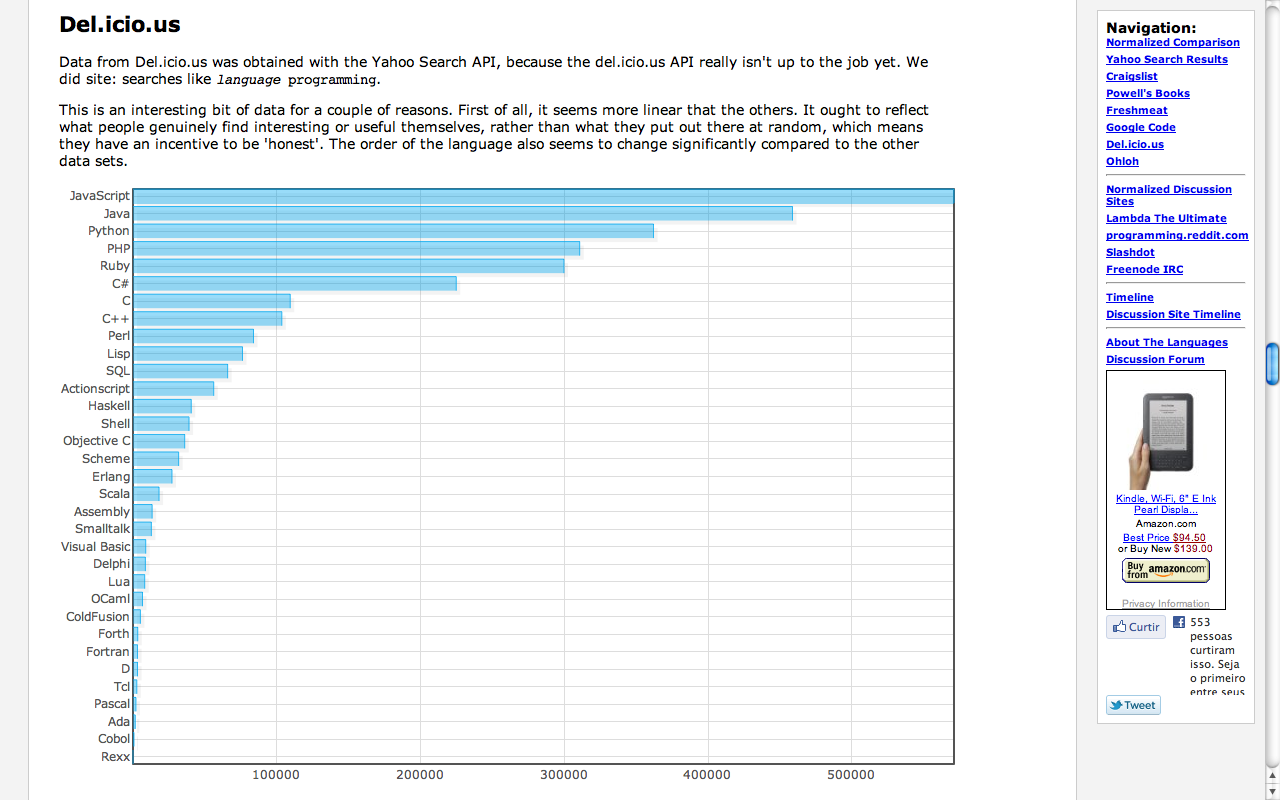 Del.icio.us
Data from Del.icio.us was obtained with the Yahoo Search API, because the del.icio.us API really isn't up to the job yet. We
did site: searches like language programming.
This is an interesting bit of data for a couple of reasons. First of all, it seems more linear that the others. It ought to reflect
what people genuinely find interesting or useful themselves, rather than what they put out there at random, which means
they have an incentive to be 'honest'. The order of the language also seems to change significantly compared to the other
data sets.
JavaScript
Java
Python
PHP
Ruby
C#
C
C++
Perl
Lisp
SQL
Actionscript
Haskell
Shell
Objective C
Scheme
Erlang
Scala
Assembly
Smalltalk
Visual Basic
Delphi
Lua
OCaml
ColdFusion
Forth
Fortran
D
Tcl
Pascal
Ada
Cobol
Rexx
100000 200000 300000 400000 500000
Navigation:
Normalized Comparison
Yahoo Search Results
Craigslist
Powell's Books
Freshmeat
Google Code
Del.icio.us
Ohloh
Normalized Discussion
Sites
Lambda The Ultimate
programming.reddit.com
Slashdot
Freenode IRC
Timeline
Discussion Site Timeline
About The Languages
Discussion Forum
Kindle, Wi-Fi, 6" E Ink
Pearl Displa...
Amazon.com
Best Price $94.50
or Buy New $139.00
Buy
from amazon.com
Privacy Information
Curtir
553
pessoas
curtiram
isso. Seja
o primeiro
entre seus
Tweet